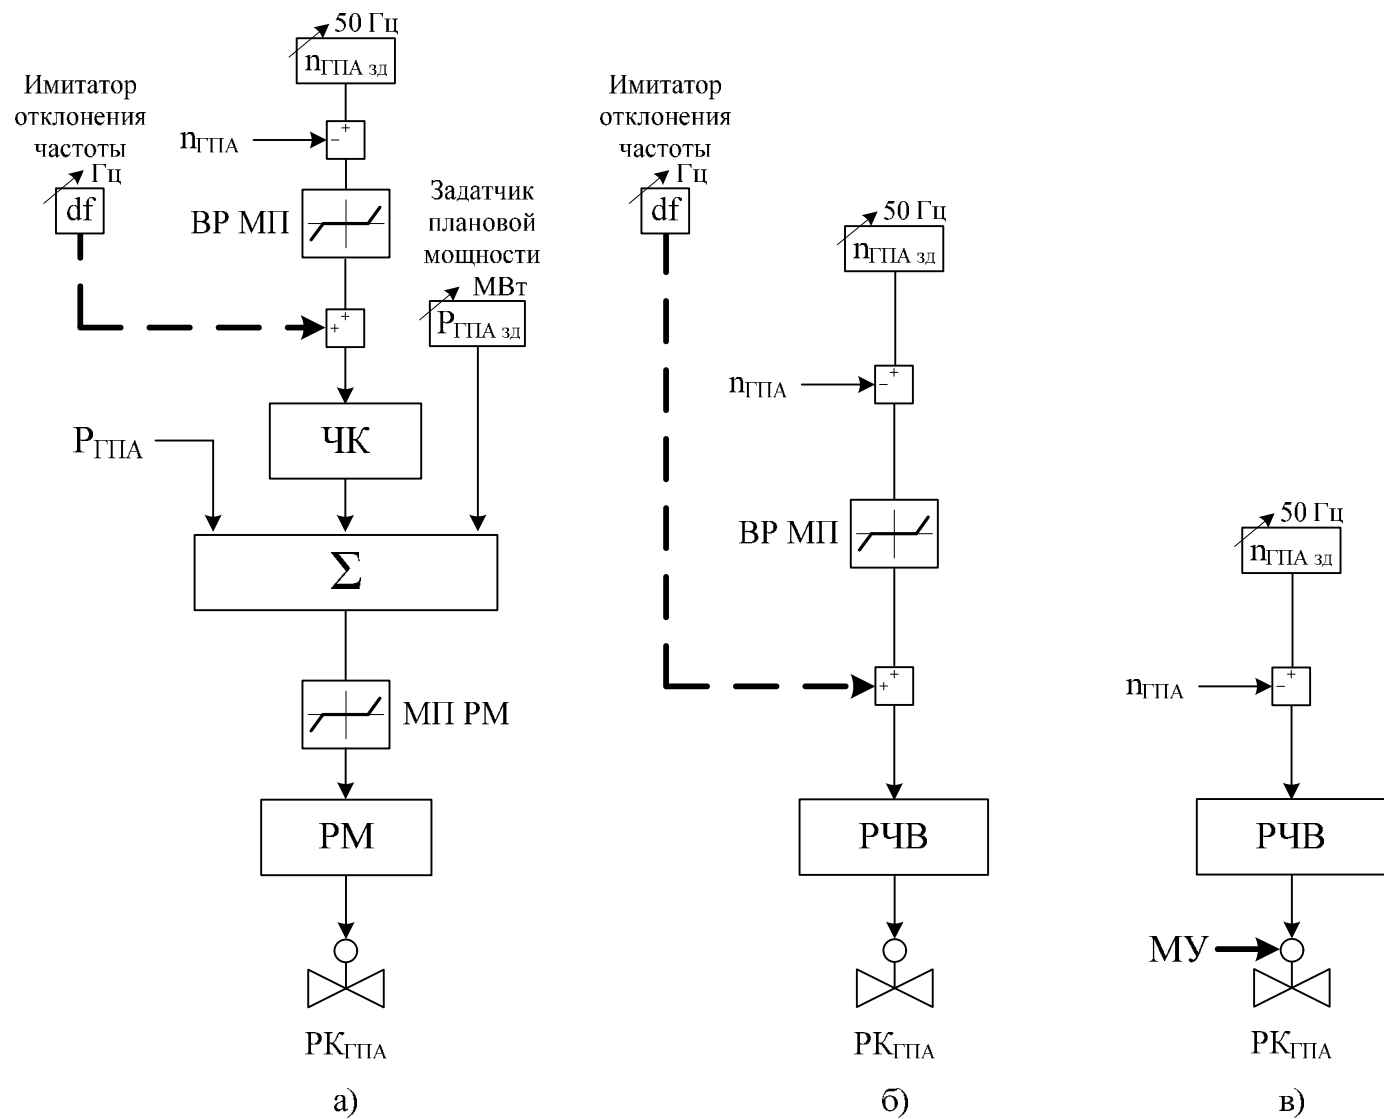 50 Гц
nГПА зд
Имитатор
отклонения
частоты
Гц
df
nГПА
-
+
ВР МП
Задатчик
плановой
мощности
МВт
РГПА зд
+
ЧК
РГПА
Σ
МП РМ
РМ
РКГПА
а)
Имитатор
отклонения
частоты
Гц
df
50 Гц
nГПА зд
nГПА
-
+
ВР МП
+
+
РЧВ
РКГПА
б)
50 Гц
nГПА зд
nГПА
-
+
РЧВ
МУ
РКГПА
в)